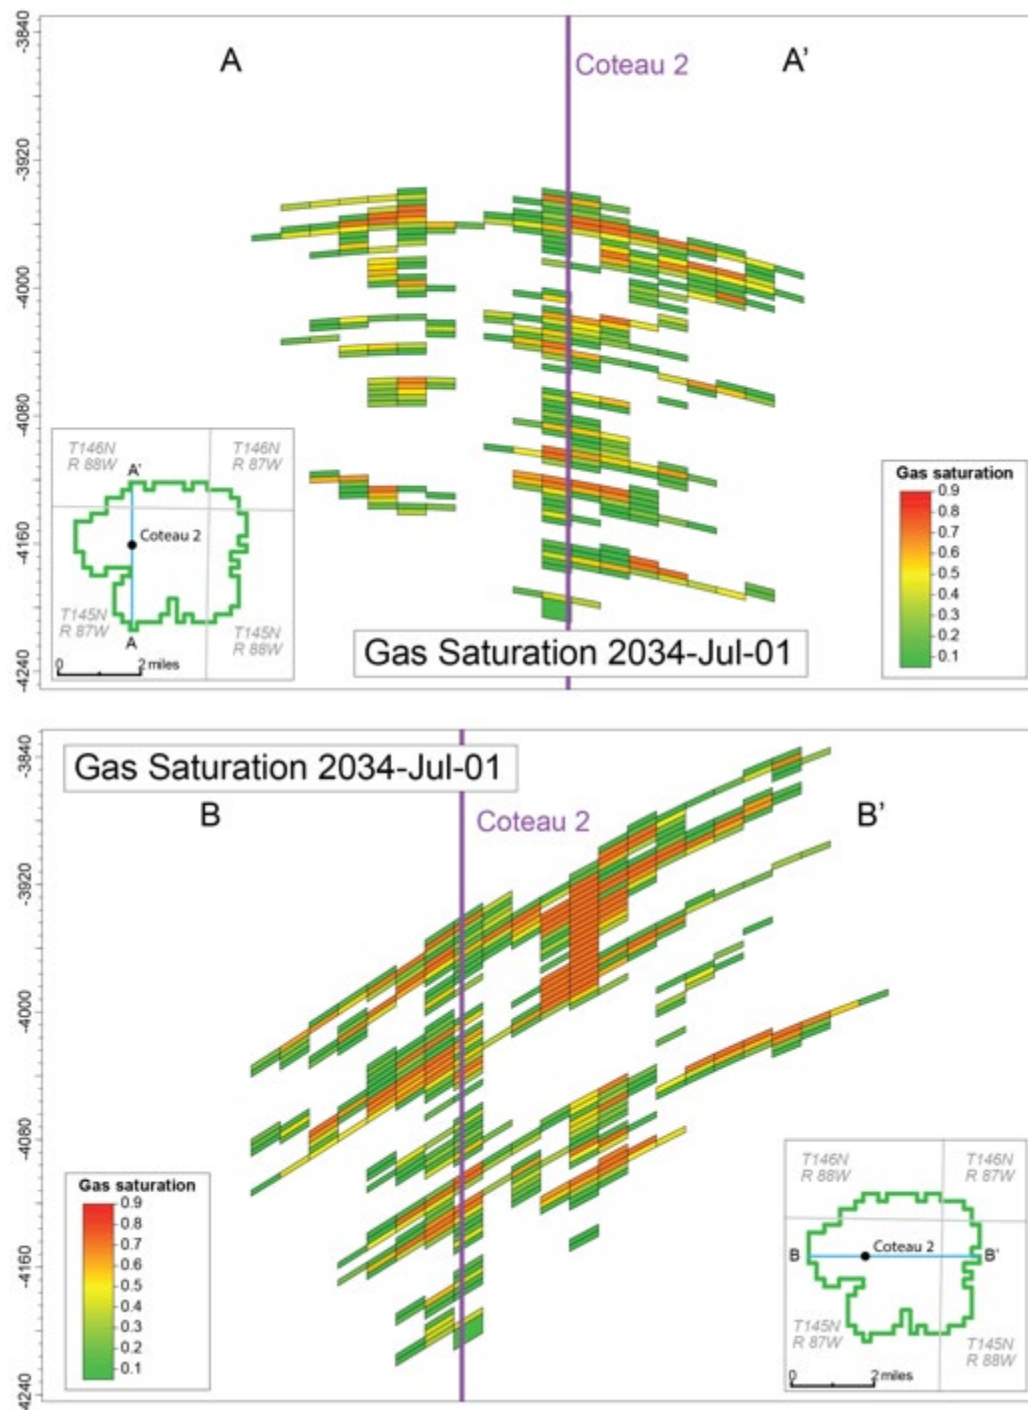 -3840
-3920
-4000
-4080
-4160
-4240
A
A'
Coteau 2
T146N
R 88W
T146N
R 87W
A'
Coteau 2
T145N
R 87W
T145N
R 88W
A
0
2 miles
Gas saturation
0.9
0.8
0.7
0.6
0.5
0.4
0.3
0.2
0.1
Gas Saturation 2034-Jul-01
Gas Saturation 2034-Jul-01
-3840
-3920
-4000
-4080
-4160
-4240
B
Coteau 2
B'
Gas saturation
0.9
0.8
0.7
0.6
0.5
0.4
0.3
0.2
0.1
T146N
R 88W
T146N
R 87W
B
Coteau 2
B'
T145N
R 87W
T145N
R 88W
0
2 miles